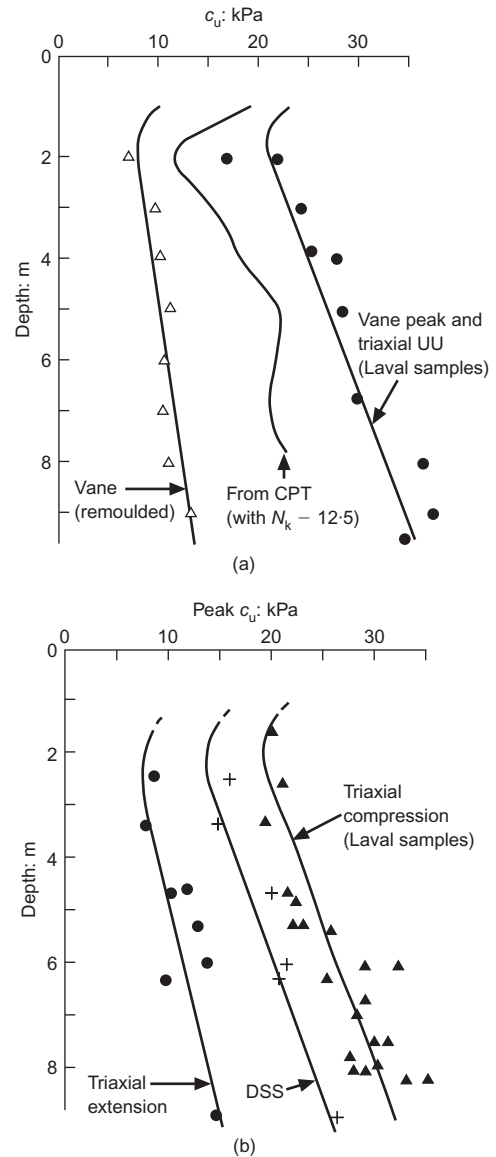 c_u: kPa
0 10 20 30
0
2
4
6
8
Depth: m
Vane peak and
triaxial UU
(Laval samples)
Vane
(remoulded)
From CPT
(with N_k − 12·5)
(a)
Peak c_u: kPa
0 10 20 30
0
2
4
6
8
Depth: m
Triaxial
compression
(Laval samples)
Triaxial
extension
DSS
(b)